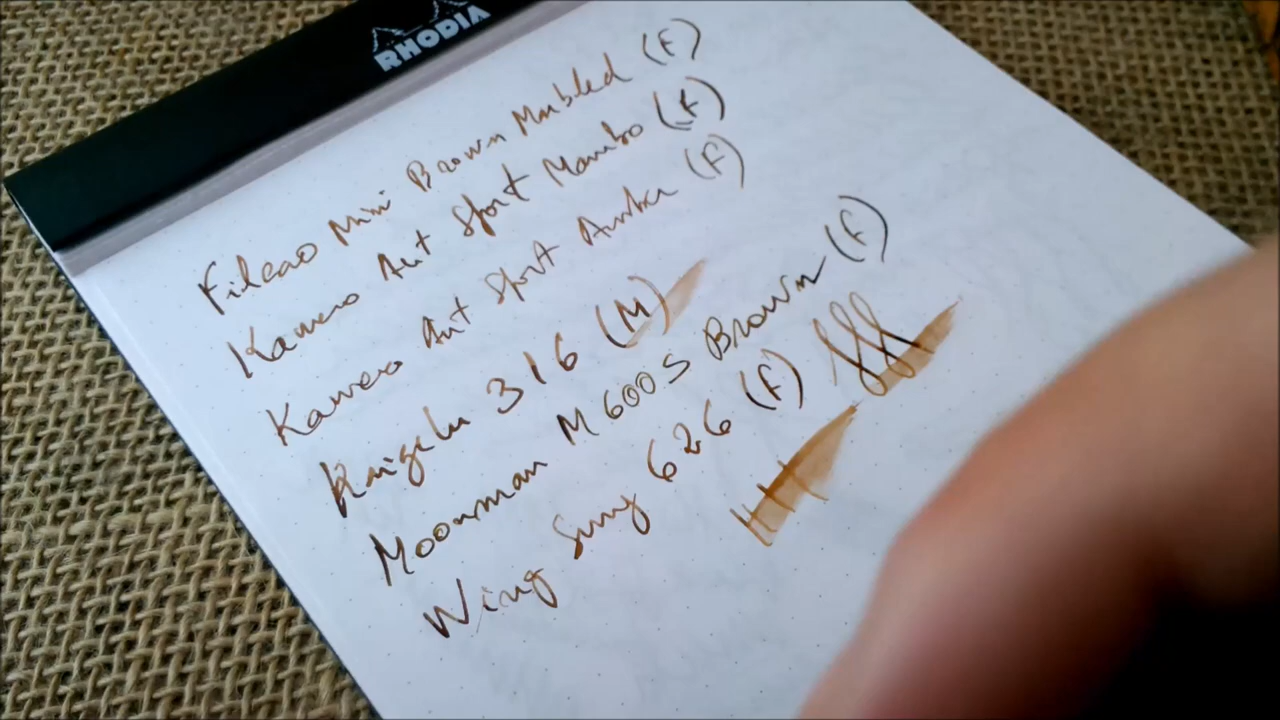 RHODIA
Filcao Mini Brown Marbled (F)
Kaweco Art Sport Mambo (F)
Kaweco Art Sport Amber (F)
Kaigelu 316 (M)
Moonman M600S Brown (F)
Wing Sung 626 (F)